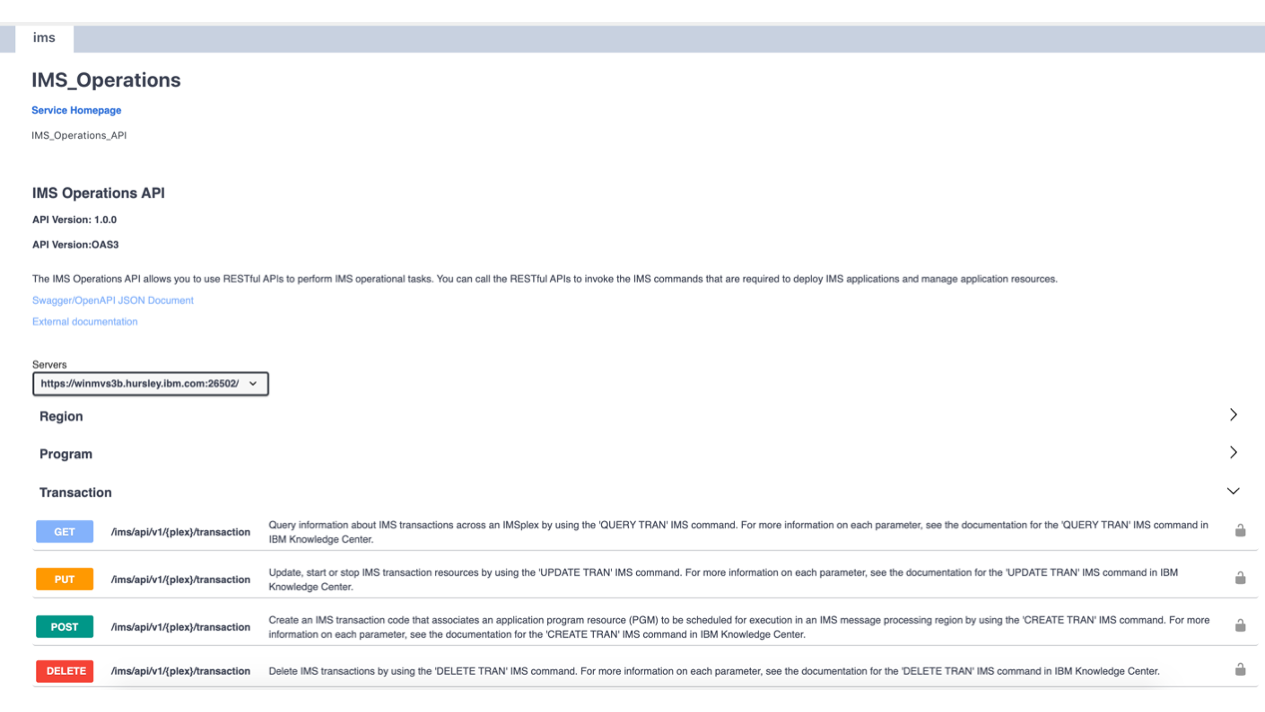 ims
IMS_Operations
Service Homepage
IMS_Operations_API
IMS Operations API
API Version: 1.0.0
API Version:OAS3
The IMS Operations API allows you to use RESTful APIs to perform IMS operational tasks. You can call the RESTful APIs to invoke the IMS commands that are required to deploy IMS applications and manage application resources.
Swagger/OpenAPI JSON Document
External documentation
Servers
https://winmvs3b.hursley.ibm.com:26502/
Region
Program
Transaction
GET /ims/api/v1/{plex}/transaction Query information about IMS transactions across an IMSplex by using the 'QUERY TRAN' IMS command. For more information on each parameter, see the documentation for the 'QUERY TRAN' IMS command in
IBM Knowledge Center.
PUT /ims/api/v1/{plex}/transaction Update, start or stop IMS transaction resources by using the 'UPDATE TRAN' IMS command. For more information on each parameter, see the documentation for the 'UPDATE TRAN' IMS command in IBM
Knowledge Center.
POST /ims/api/v1/{plex}/transaction Create an IMS transaction code that associates an application program resource (PGM) to be scheduled for execution in an IMS message processing region by using the 'CREATE TRAN' IMS command. For more
information on each parameter, see the documentation for the 'CREATE TRAN' IMS command in IBM Knowledge Center.
DELETE /ims/api/v1/{plex}/transaction Delete IMS transactions by using the 'DELETE TRAN' IMS command. For more information on each parameter, see the documentation for the 'DELETE TRAN' IMS command in IBM Knowledge Center.